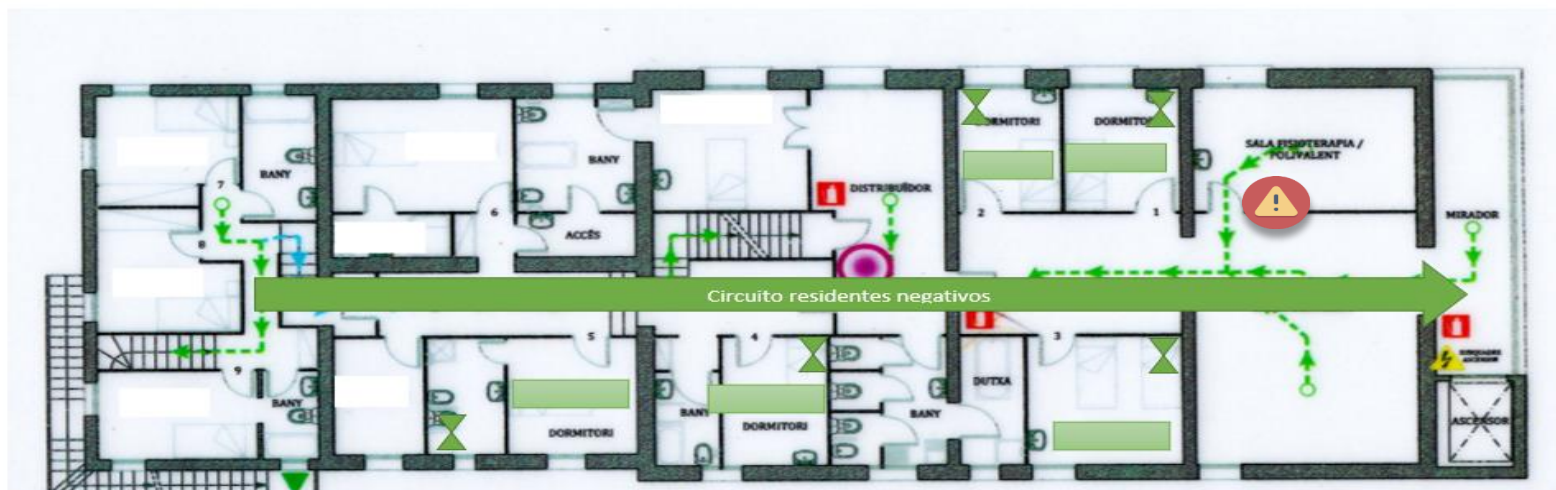 DORMITORI
DORMITO
SALA FISIOTERAPIA /
POLIVALENT
BANY
BANY
7
DISTRIBUÏDOR
6
2
1
MIRADOR
ACCÉS
8
Circuito residentes negativos
5
4
3
9
DUTXA
BANY
BANY
DORMITORI
BANY
DORMITORI
ASCENSOR